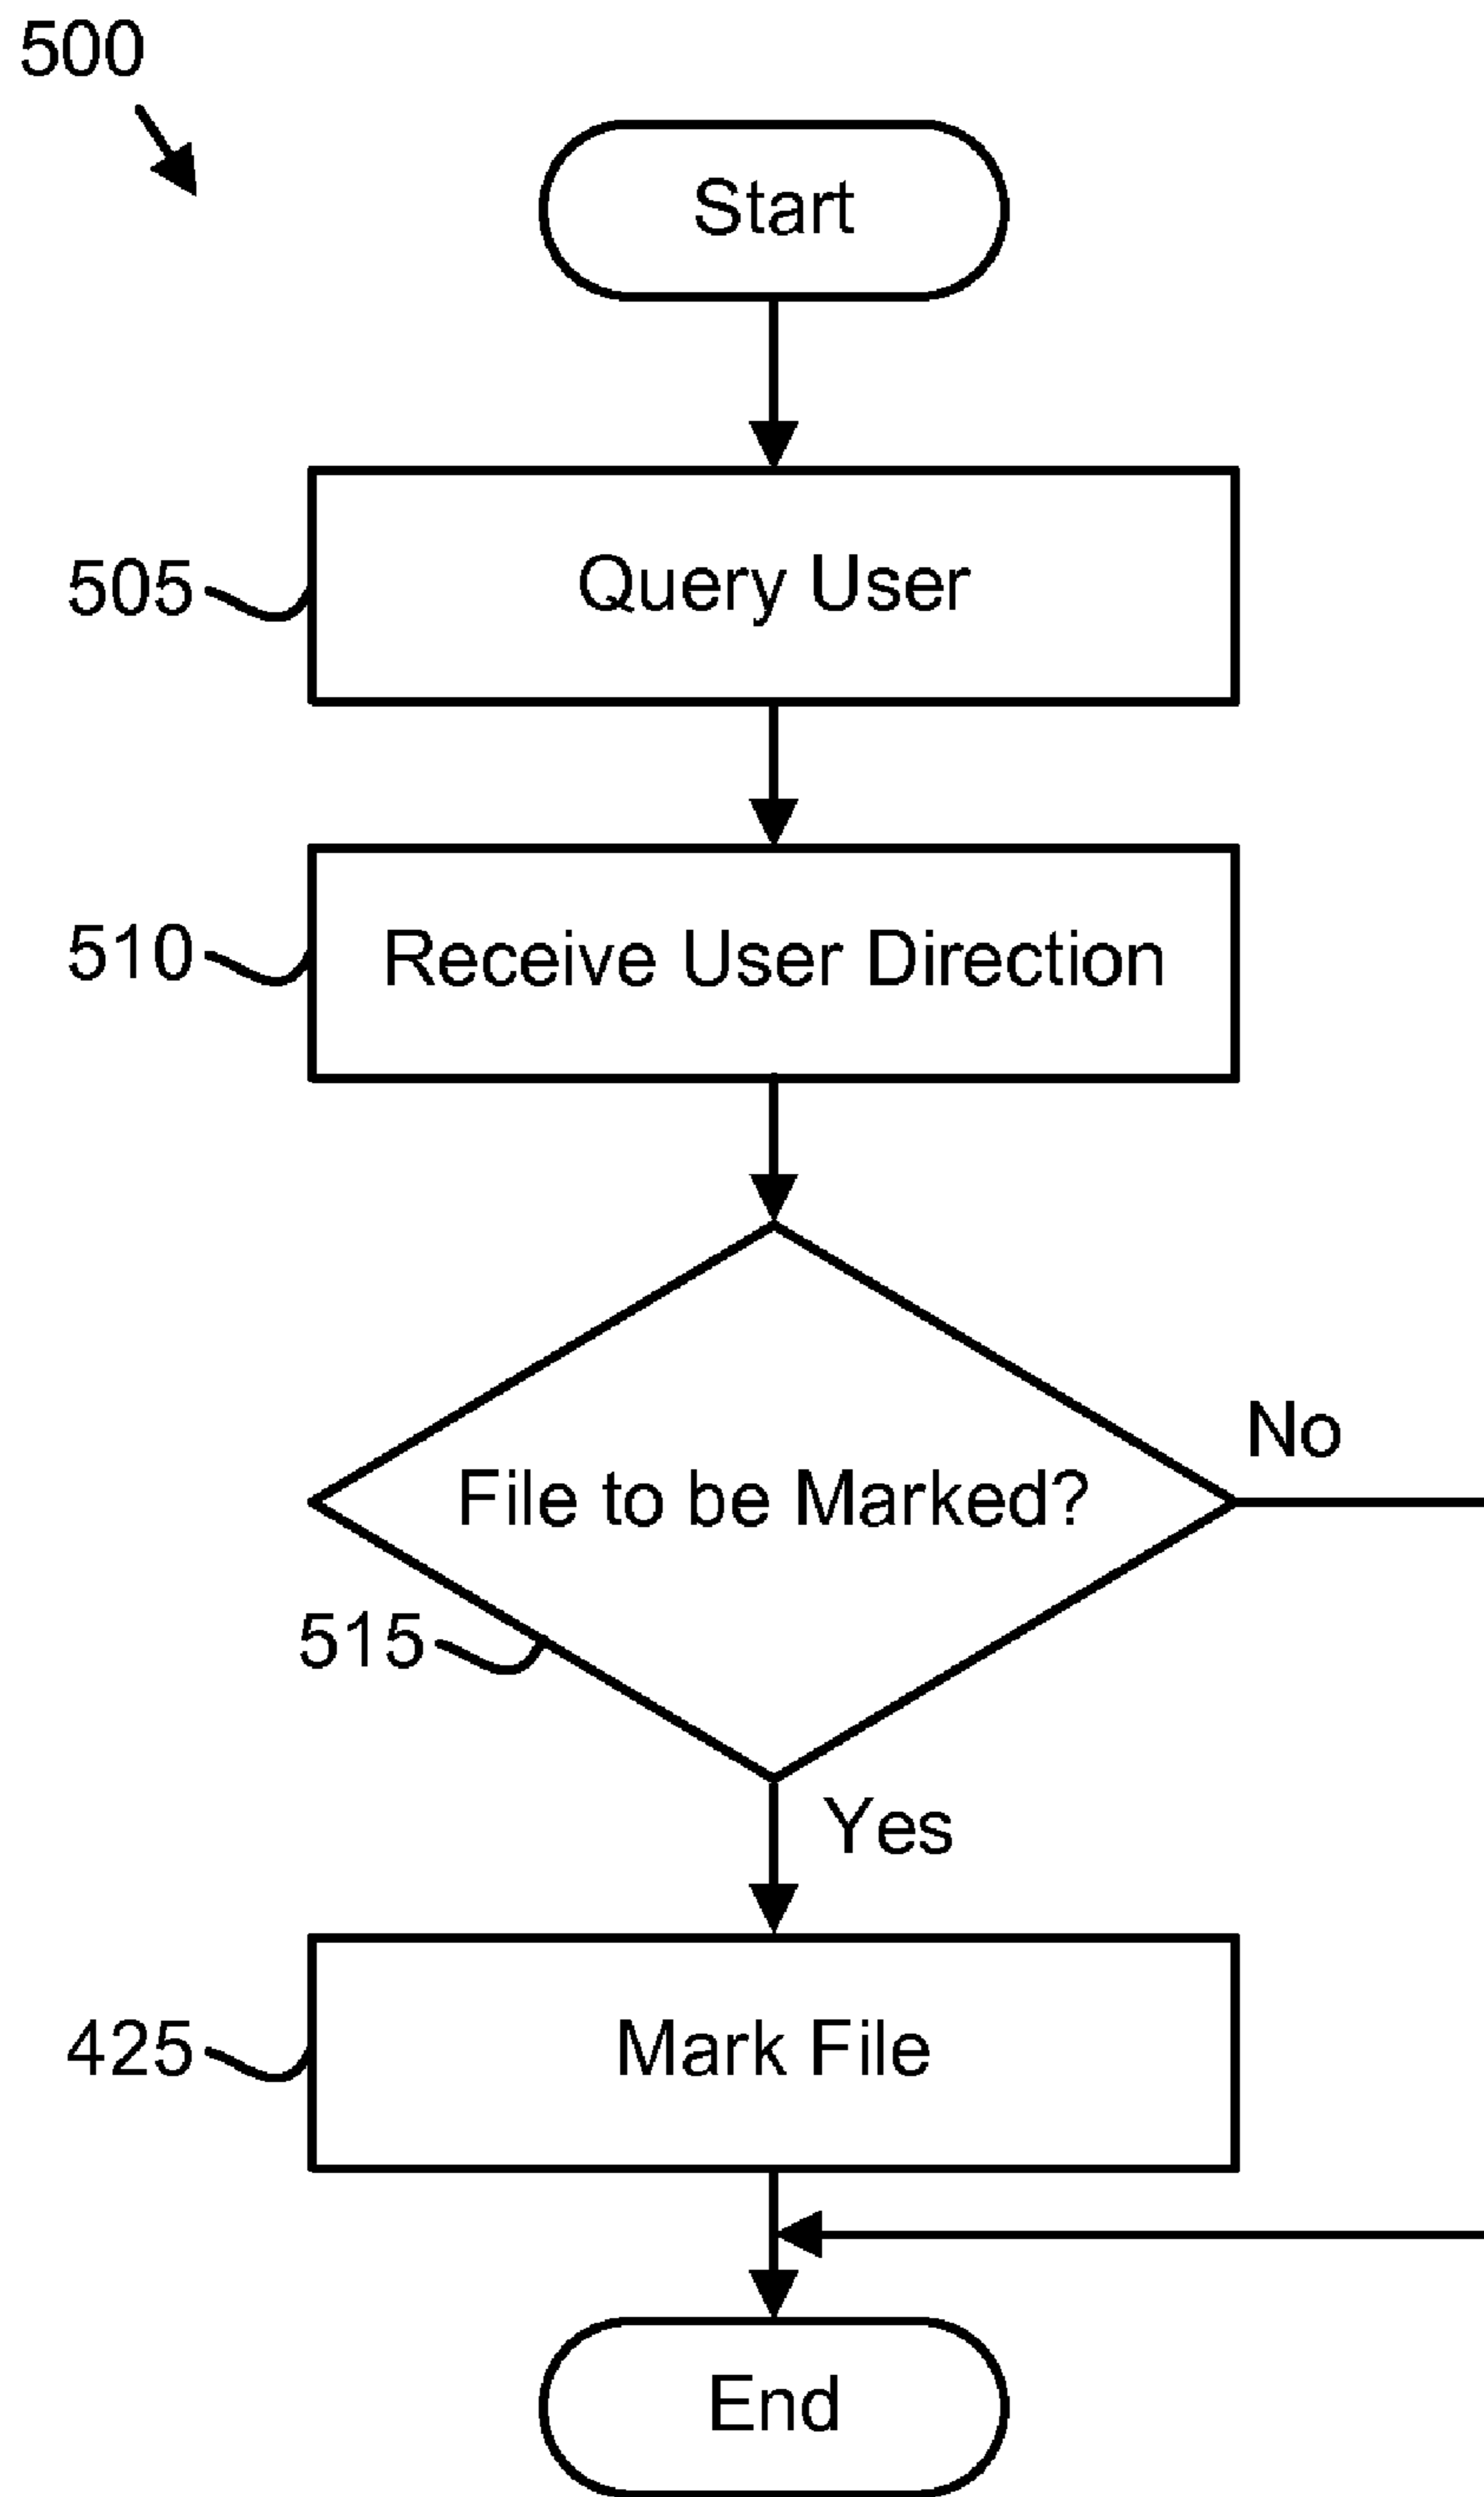 500
Start
505
Query User
510
Receive User Direction
No
File to be Marked?
515
Yes
425
Mark File
End